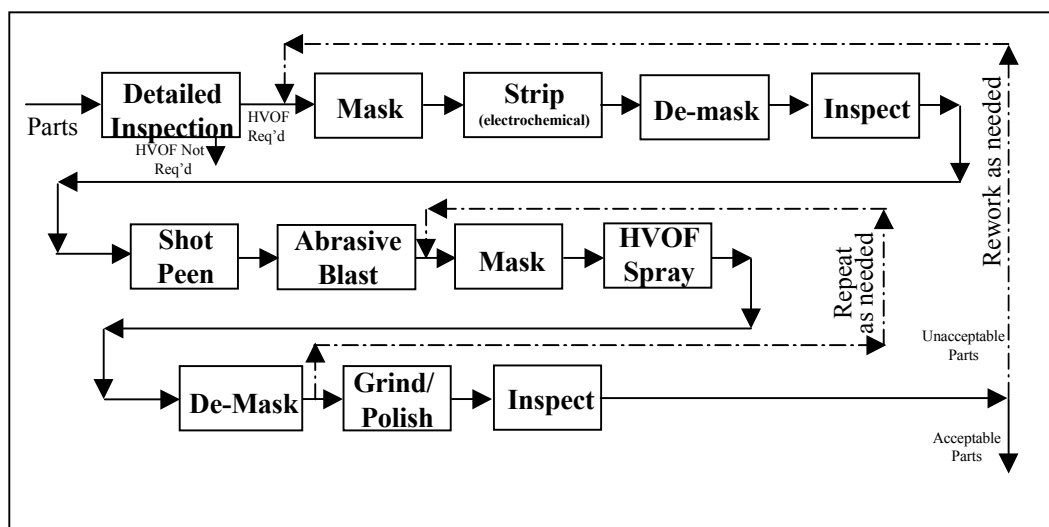 Parts
Detailed
Inspection
HVOF Not
Req'd
HVOF
Req'd
Mask
Strip
(electrochemical)
De-mask
Inspect
Rework as needed
Shot
Peen
Abrasive
Blast
Mask
HVOF
Spray
Repeat
as needed
De-Mask
Grind/
Polish
Inspect
Unacceptable
Parts
Acceptable
Parts